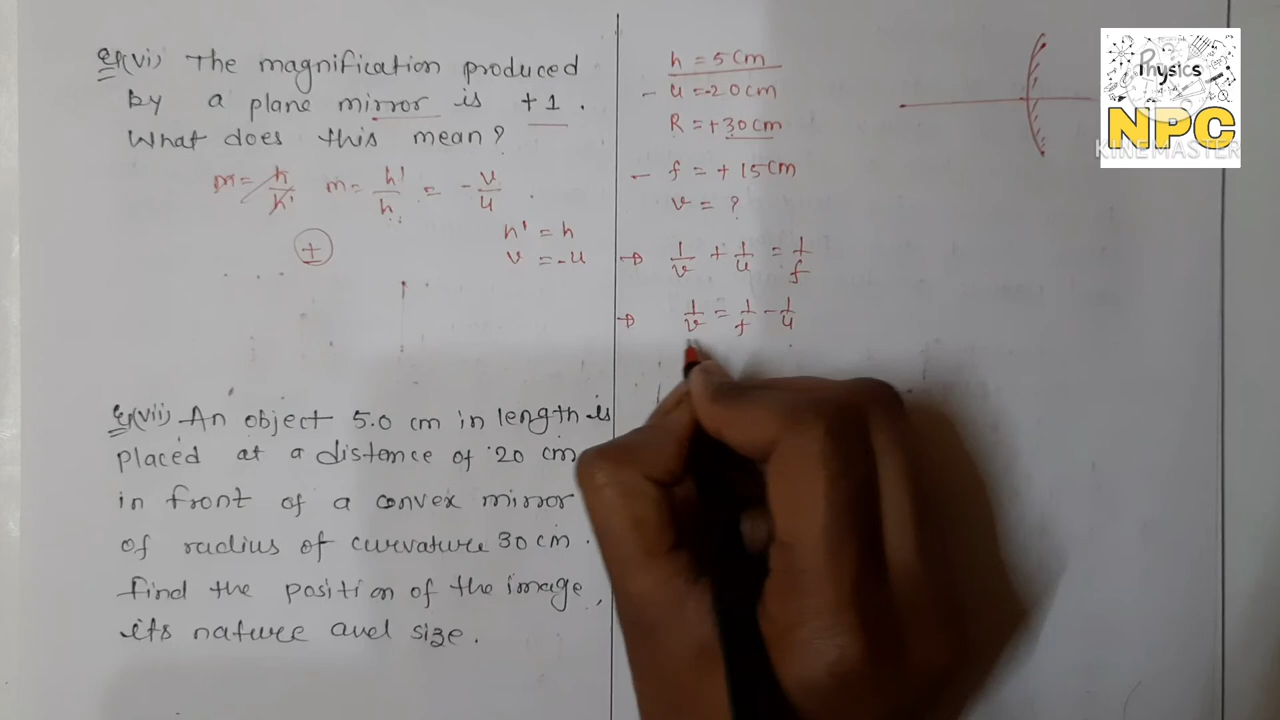 Q(vi) The magnification produced
by a plane mirror is +1.
What does this mean?
m = h/h' m = h'/h = -v/u
+
h' = h
v = -u
Q(vii) An object 5.0 cm in length is
placed at a distance of 20 cm
in front of a convex mirror
of radius of curvature 30 cm.
find the position of the image,
its nature and size.
h = 5 cm
- u = -20 cm
R = +30 cm
- f = +15 cm
v = ?
→ 1/v + 1/u = 1/f
→ 1/v = 1/f - 1/u
Physics
NPC
KINEMASTER